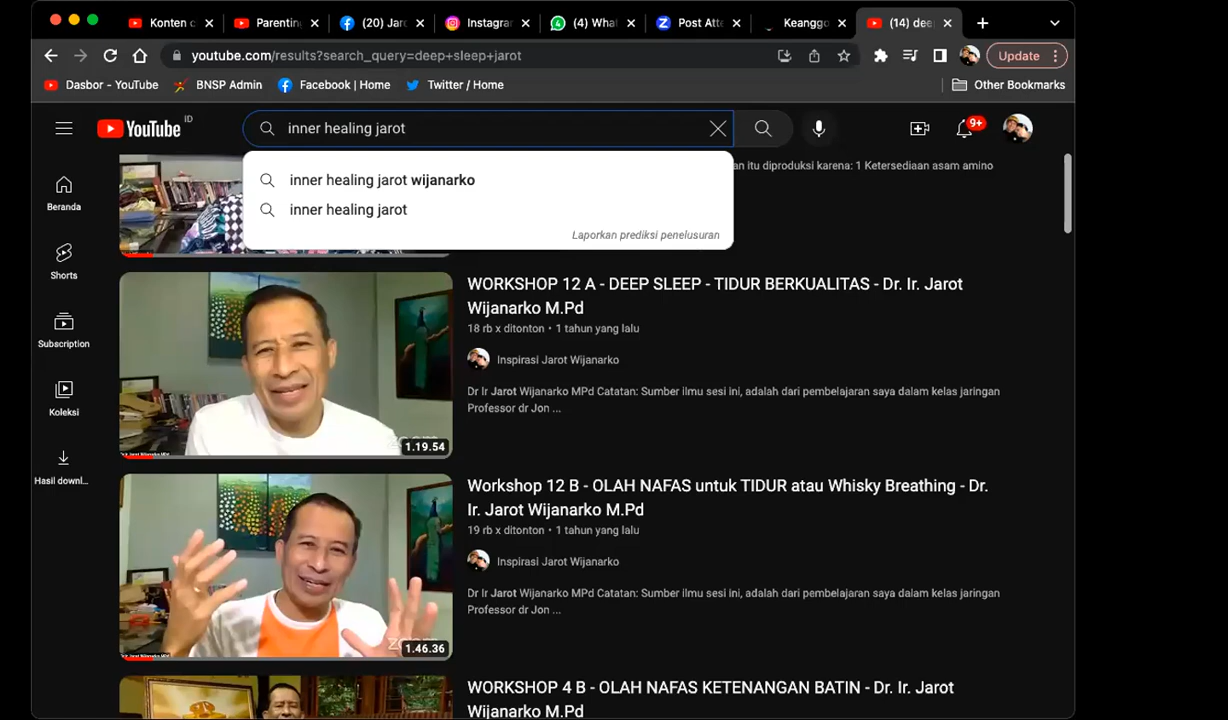 Konten c
Parenting
(20) Jaro
Instagram
(4) What
Post Atte
Keanggo
(14) deep
youtube.com/results?search_query=deep+sleep+jarot
Update
Dasbor - YouTube
BNSP Admin
Facebook | Home
Twitter / Home
Other Bookmarks
YouTube ID
inner healing jarot
9+
an itu diproduksi karena: 1 Ketersediaan asam amino
inner healing jarot wijanarko
inner healing jarot
Laporkan prediksi penelusuran
Beranda
Shorts
Subscription
Koleksi
Hasil downl...
WORKSHOP 12 A - DEEP SLEEP - TIDUR BERKUALITAS - Dr. Ir. Jarot
Wijanarko M.Pd
18 rb x ditonton • 1 tahun yang lalu
Inspirasi Jarot Wijanarko
Dr Ir Jarot Wijanarko MPd Catatan: Sumber ilmu sesi ini, adalah dari pembelajaran saya dalam kelas jaringan
Professor dr Jon ...
zoom
1.19.54
Workshop 12 B - OLAH NAFAS untuk TIDUR atau Whisky Breathing - Dr.
Ir. Jarot Wijanarko M.Pd
19 rb x ditonton • 1 tahun yang lalu
Inspirasi Jarot Wijanarko
Dr Ir Jarot Wijanarko MPd Catatan: Sumber ilmu sesi ini, adalah dari pembelajaran saya dalam kelas jaringan
Professor dr Jon ...
zoom
1.46.36
WORKSHOP 4 B - OLAH NAFAS KETENANGAN BATIN - Dr. Ir. Jarot
Wijanarko M.Pd